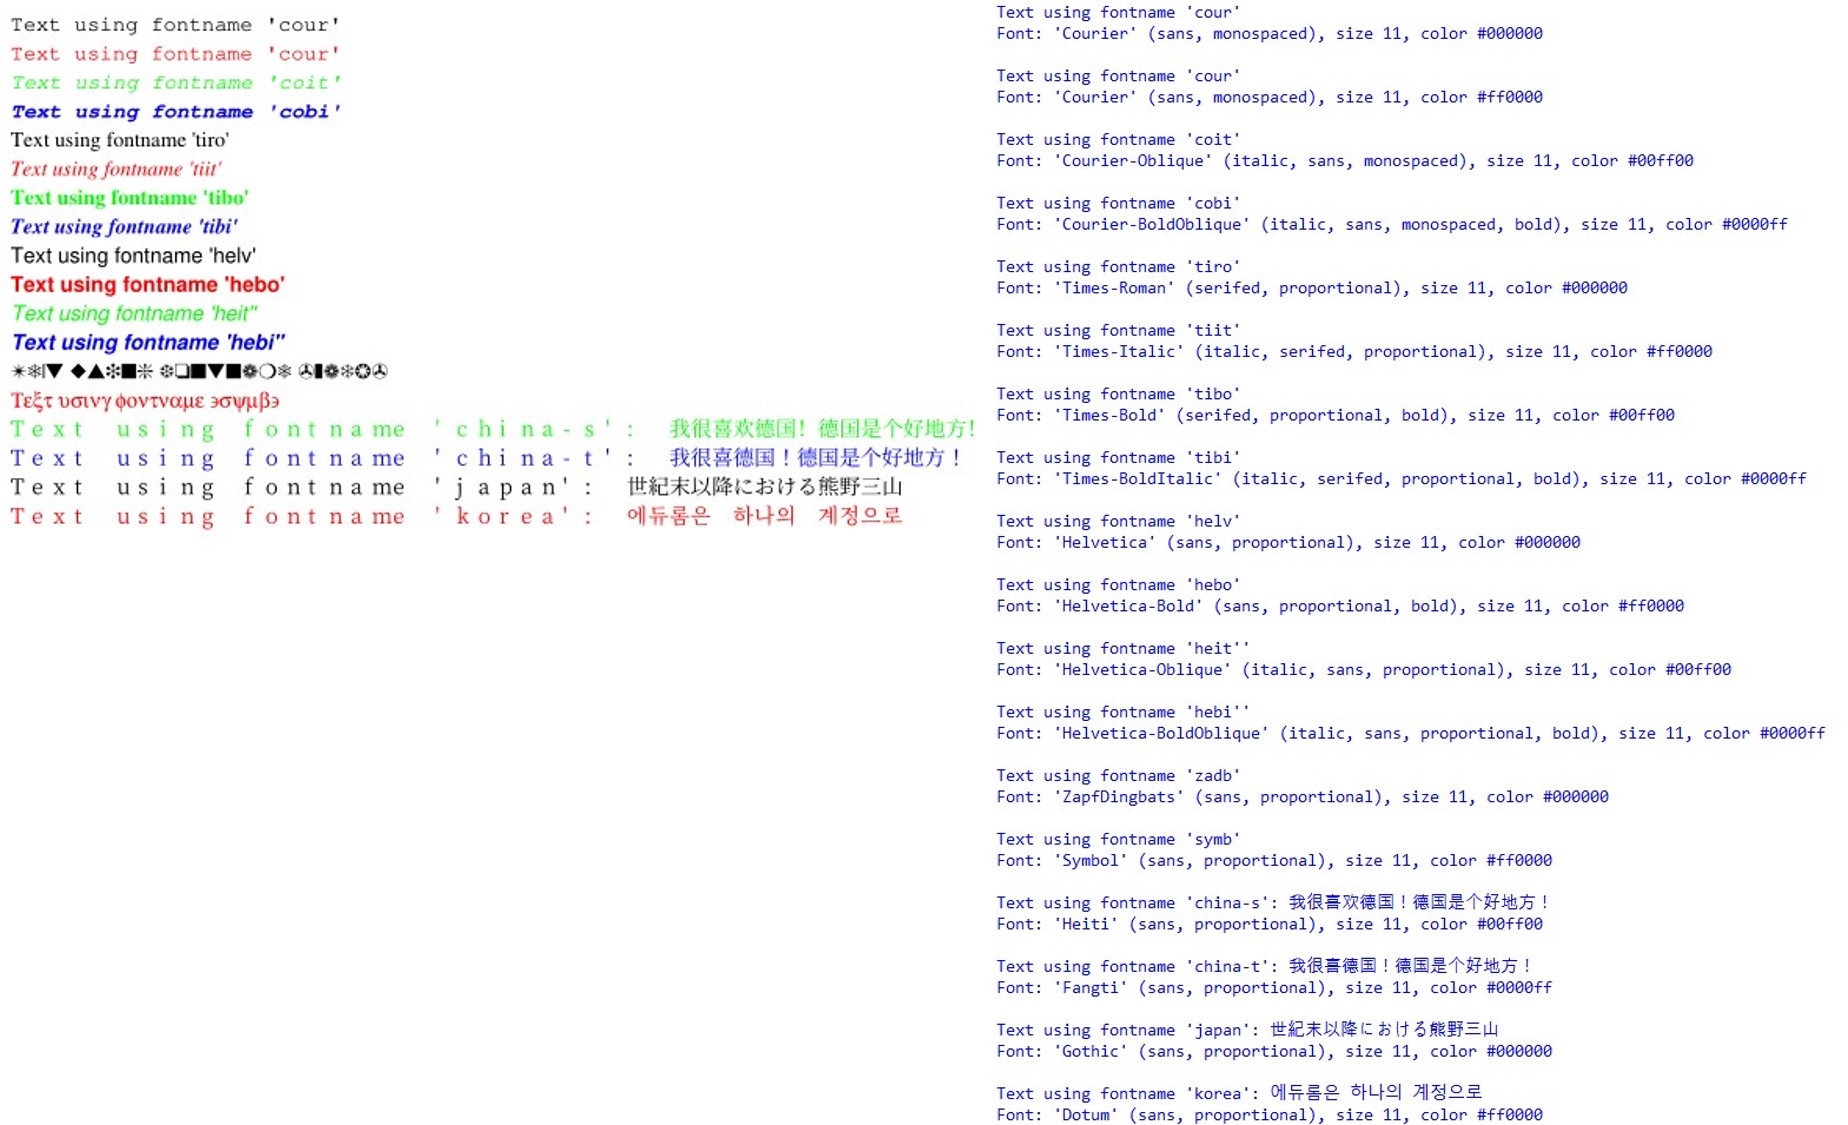 Text using fontname 'cour'
Text using fontname 'cour'
Text using fontname 'coit'
Text using fontname 'cobi'
Text using fontname 'tiro'
Text using fontname 'tiit'
Text using fontname 'tibo'
Text using fontname 'tibi'
Text using fontname 'helv'
Text using fontname 'hebo'
Text using fontname 'heit''
Text using fontname 'hebi''
✴❅❘▼ ◆▲❉■❇ ❆❏■▼■❁❍❅ ✇❚❁❄❂✇
Τεξτ υσινγ φοντναμε ϶σψμβ϶
Text using fontname 'china-s': 我很喜欢德国！德国是个好地方！
Text using fontname 'china-t': 我很喜德国！德国是个好地方！
Text using fontname 'japan': 世紀末以降における熊野三山
Text using fontname 'korea': 에듀롬은 하나의 계정으로
Text using fontname 'cour'
Font: 'Courier' (sans, monospaced), size 11, color #000000
Text using fontname 'cour'
Font: 'Courier' (sans, monospaced), size 11, color #ff0000
Text using fontname 'coit'
Font: 'Courier-Oblique' (italic, sans, monospaced), size 11, color #00ff00
Text using fontname 'cobi'
Font: 'Courier-BoldOblique' (italic, sans, monospaced, bold), size 11, color #0000ff
Text using fontname 'tiro'
Font: 'Times-Roman' (serifed, proportional), size 11, color #000000
Text using fontname 'tiit'
Font: 'Times-Italic' (italic, serifed, proportional), size 11, color #ff0000
Text using fontname 'tibo'
Font: 'Times-Bold' (serifed, proportional, bold), size 11, color #00ff00
Text using fontname 'tibi'
Font: 'Times-BoldItalic' (italic, serifed, proportional, bold), size 11, color #0000ff
Text using fontname 'helv'
Font: 'Helvetica' (sans, proportional), size 11, color #000000
Text using fontname 'hebo'
Font: 'Helvetica-Bold' (sans, proportional, bold), size 11, color #ff0000
Text using fontname 'heit''
Font: 'Helvetica-Oblique' (italic, sans, proportional), size 11, color #00ff00
Text using fontname 'hebi''
Font: 'Helvetica-BoldOblique' (italic, sans, proportional, bold), size 11, color #0000ff
Text using fontname 'zadb'
Font: 'ZapfDingbats' (sans, proportional), size 11, color #000000
Text using fontname 'symb'
Font: 'Symbol' (sans, proportional), size 11, color #ff0000
Text using fontname 'china-s': 我很喜欢德国！德国是个好地方！
Font: 'Heiti' (sans, proportional), size 11, color #00ff00
Text using fontname 'china-t': 我很喜德国！德国是个好地方！
Font: 'Fangti' (sans, proportional), size 11, color #0000ff
Text using fontname 'japan': 世紀末以降における熊野三山
Font: 'Gothic' (sans, proportional), size 11, color #000000
Text using fontname 'korea': 에듀롬은 하나의 계정으로
Font: 'Dotum' (sans, proportional), size 11, color #ff0000